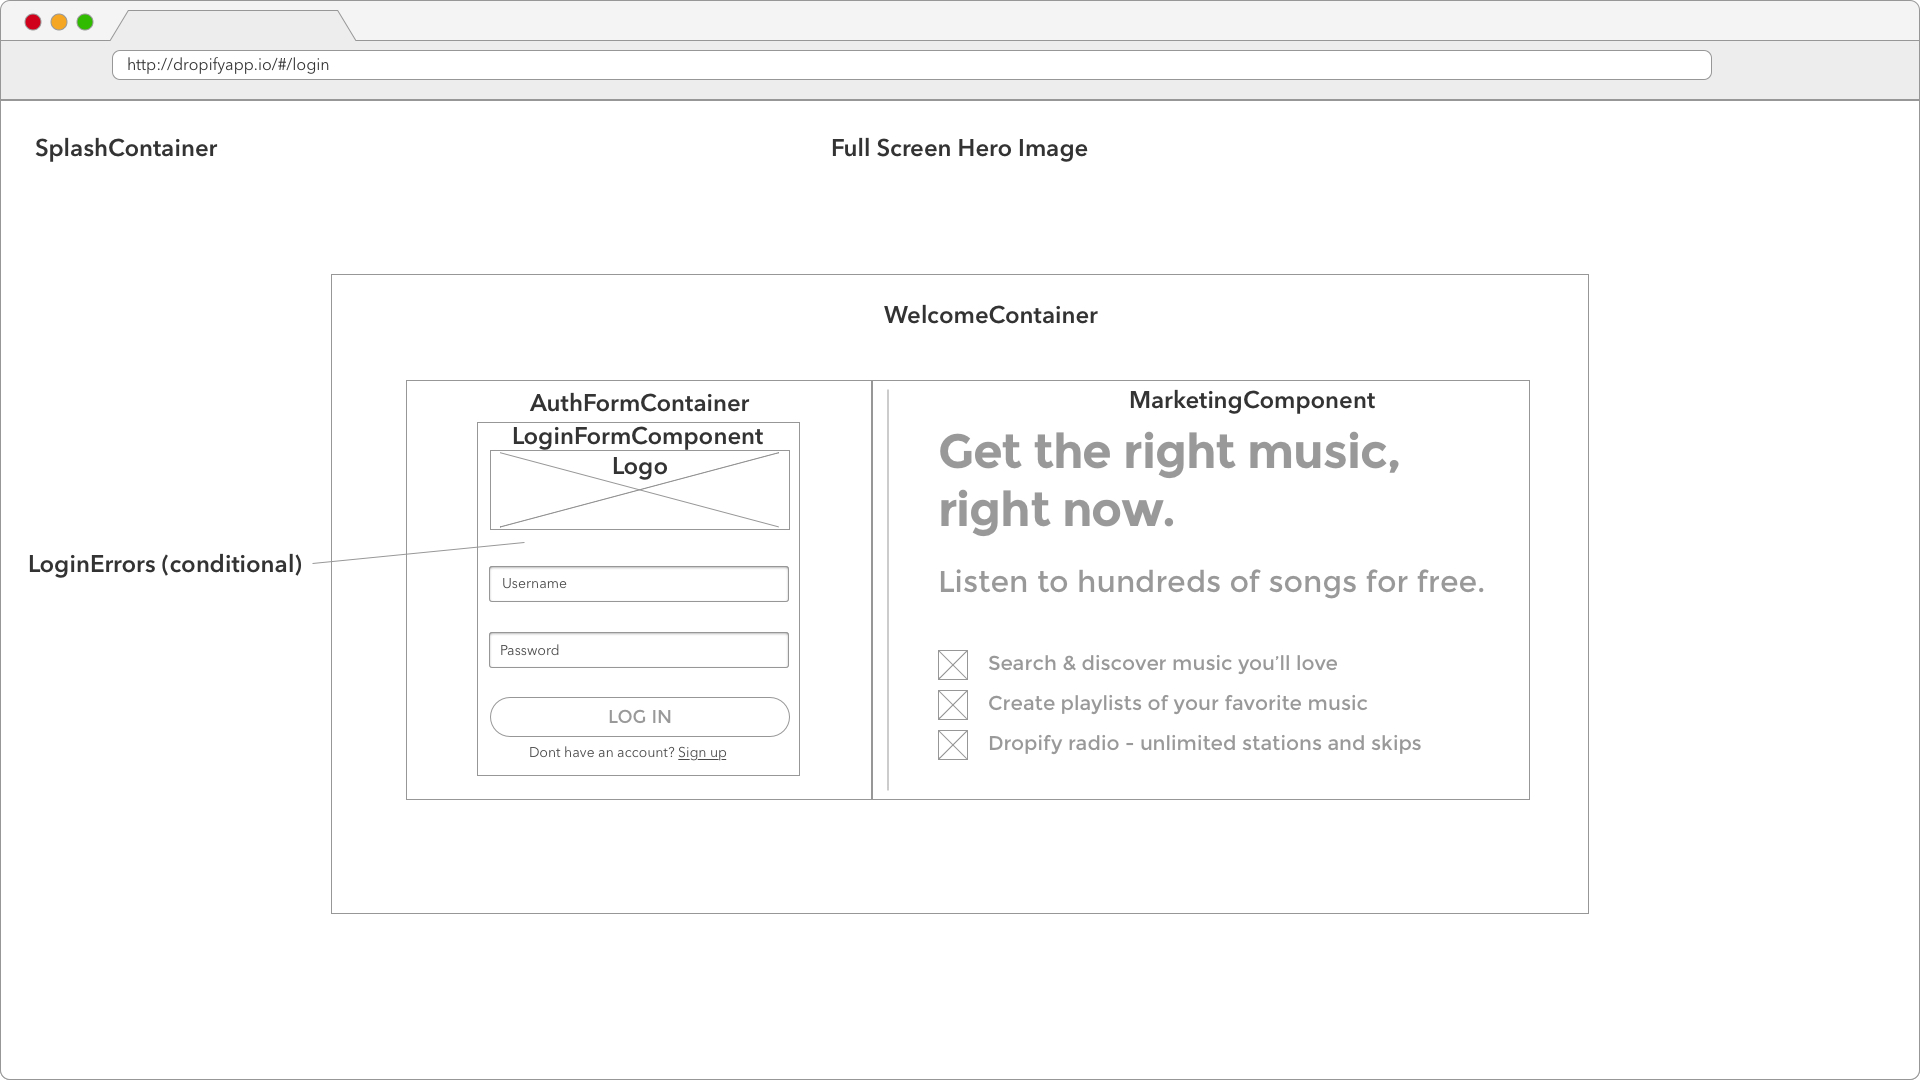 http://dropifyapp.io/#/login
SplashContainer
Full Screen Hero Image
WelcomeContainer
AuthFormContainer
LoginFormComponent
Logo
LoginErrors (conditional)
Username
Password
LOG IN
Dont have an account? Sign up
MarketingComponent
Get the right music,
right now.
Listen to hundreds of songs for free.
Search & discover music you'll love
Create playlists of your favorite music
Dropify radio - unlimited stations and skips